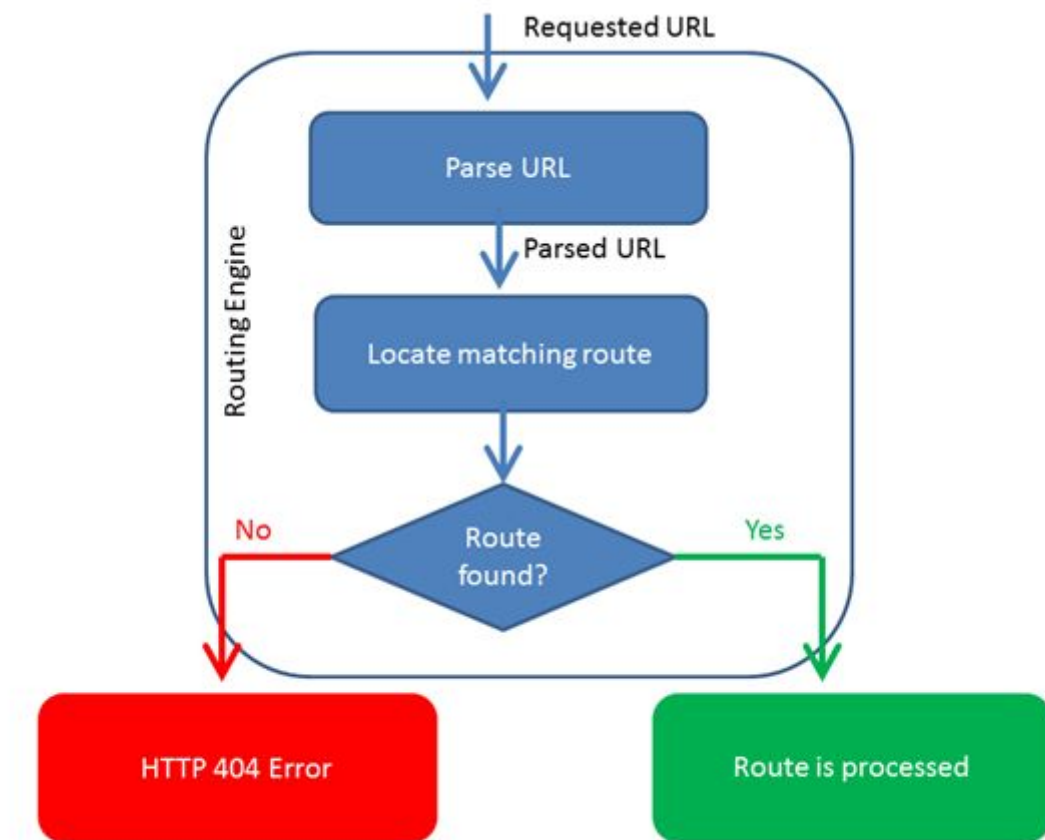 Requested URL
Parse URL
Parsed URL
Routing Engine
Locate matching route
No
Route
found?
Yes
HTTP 404 Error
Route is processed